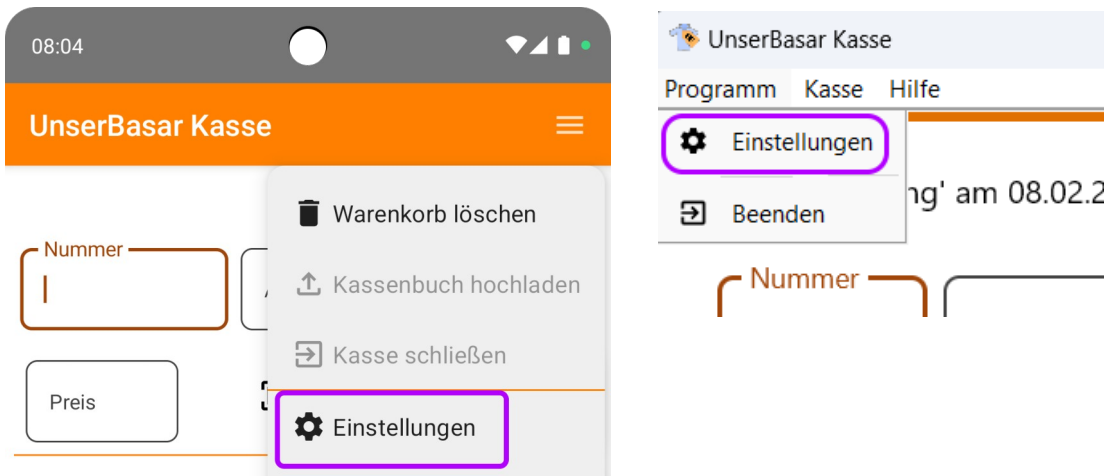 08:04
UnserBasar Kasse
Warenkorb löschen
Nummer
Kassenbuch hochladen
Kasse schließen
Preis
Einstellungen
UnserBasar Kasse
Programm Kasse Hilfe
Einstellungen
am 08.02.2
Beenden
Nummer